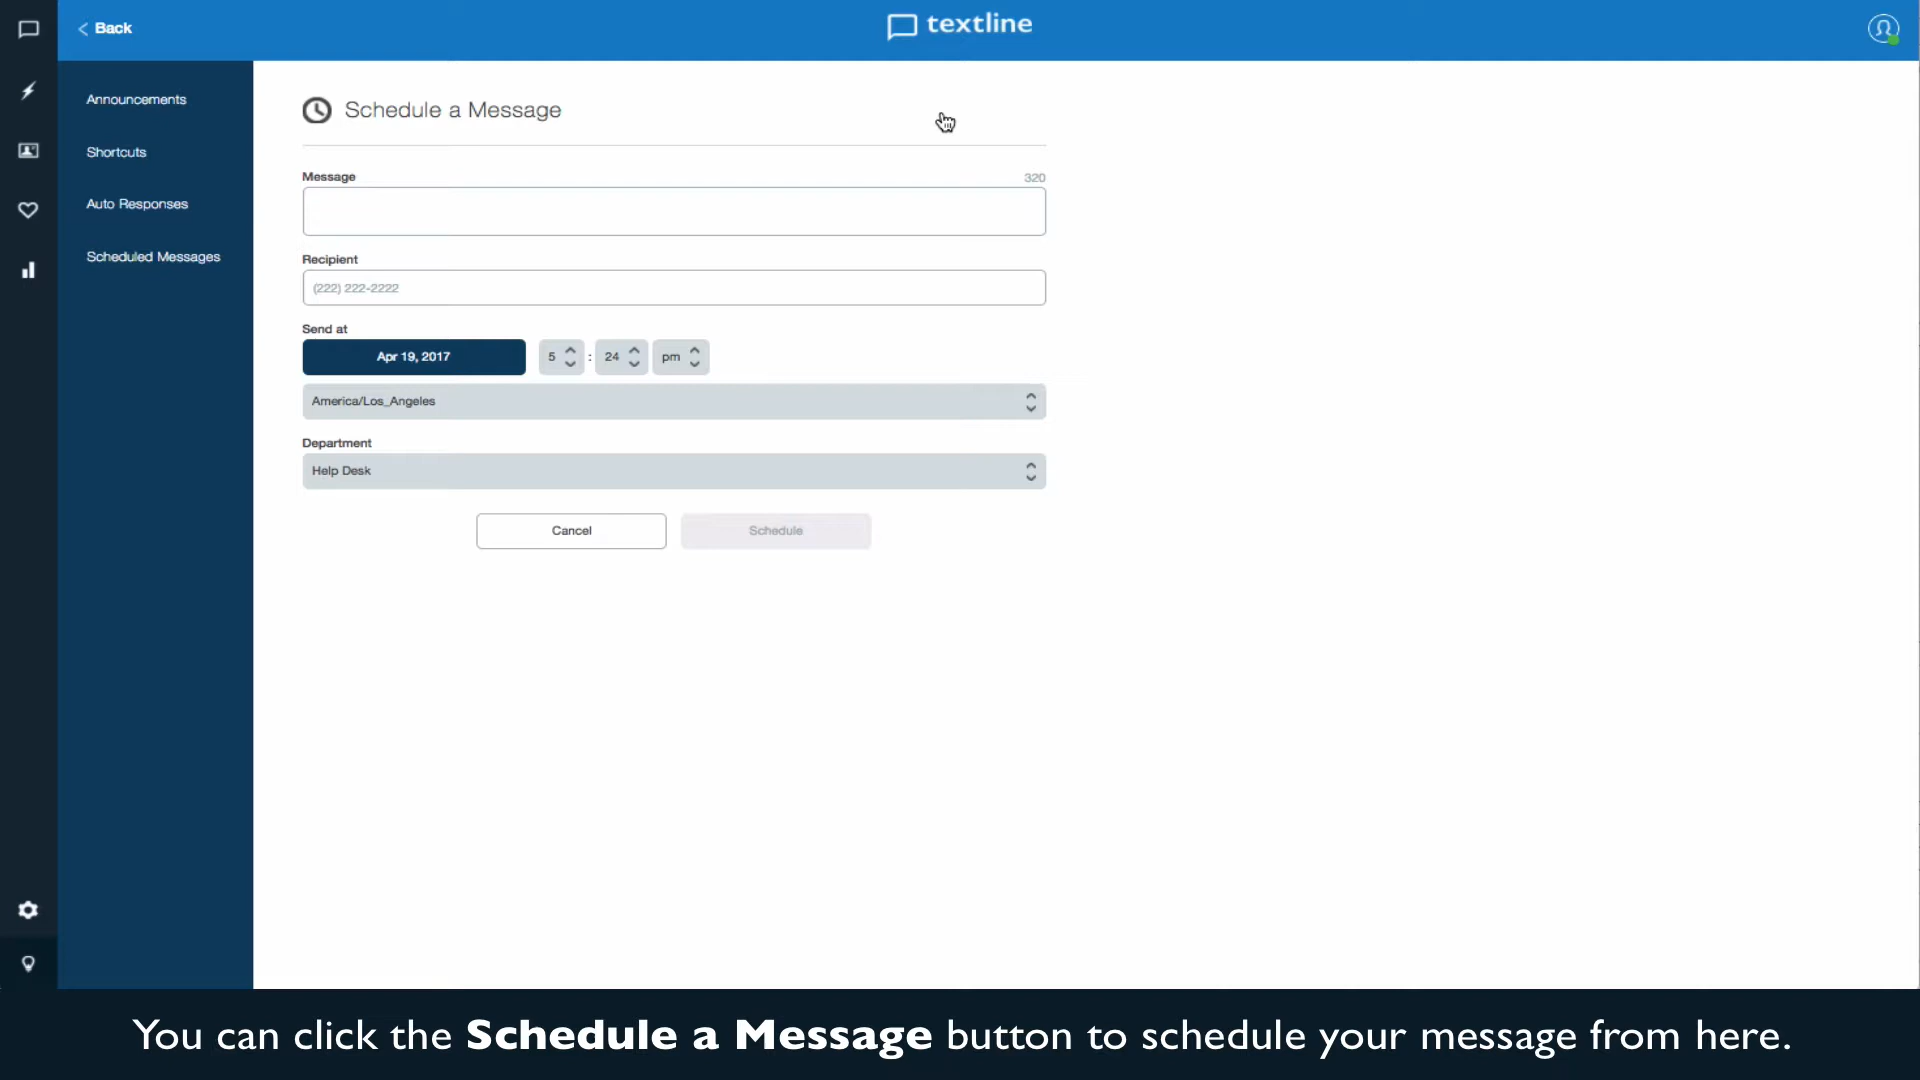 Back
textline
Announcements
Shortcuts
Auto Responses
Scheduled Messages
Schedule a Message
Message
320
Recipient
(222) 222-2222
Send at
Apr 19, 2017 5 : 24 pm
America/Los_Angeles
Department
Help Desk
Cancel Schedule
You can click the Schedule a Message button to schedule your message from here.